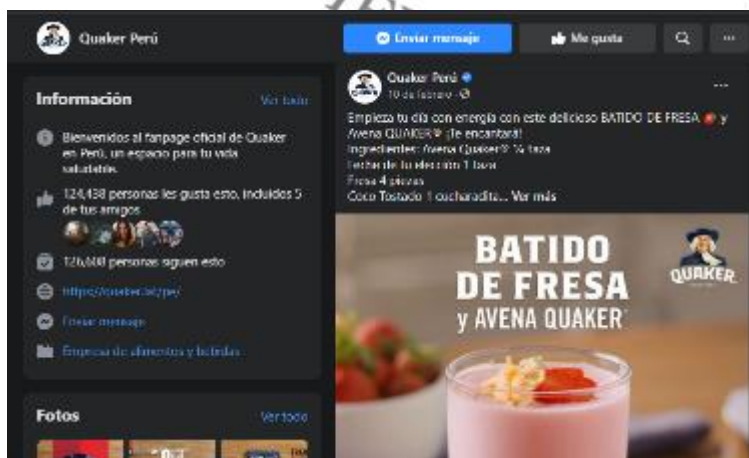 Quaker Perú
Enviar mensaje
Me gusta
Información
Ver todo
Bienvenidos al fanpage oficial de Quaker
en Perú, un espacio para tu vida
saludable.
124,438 personas les gusta esto, incluidos 5
de tus amigos
126,608 personas siguen esto
https://quaker.lat/pe/
Enviar mensaje
Empresa de alimentos y bebidas
Fotos
Ver todo
Quaker Perú
10 de febrero
Empieza tu día con energía con este delicioso BATIDO DE FRESA 🍓 y
Avena QUAKER® ¡Te encantará!
Ingredientes: Avena Quaker® taza
Leche de tu elección 1 taza
Fresa 4 piezas
Coco Tostado 1 cucharadita... Ver más
BATIDO
DE FRESA
y AVENA QUAKER
QUAKER